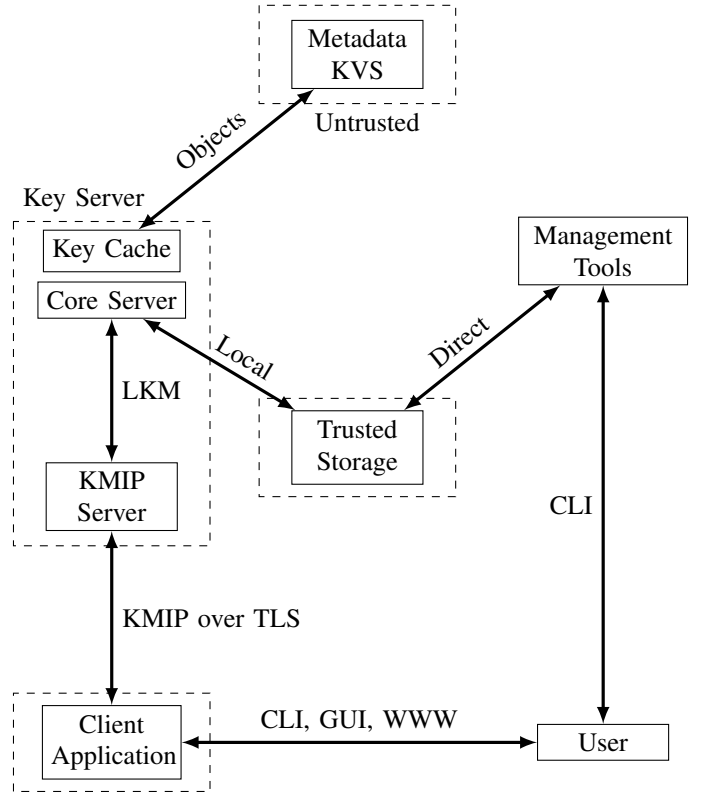 Metadata
KVS
Untrusted
Objects
Key Server
Key Cache
Core Server
Management
Tools
Local
Direct
LKM
Trusted
Storage
KMIP
Server
CLI
KMIP over TLS
Client
Application
CLI, GUI, WWW
User